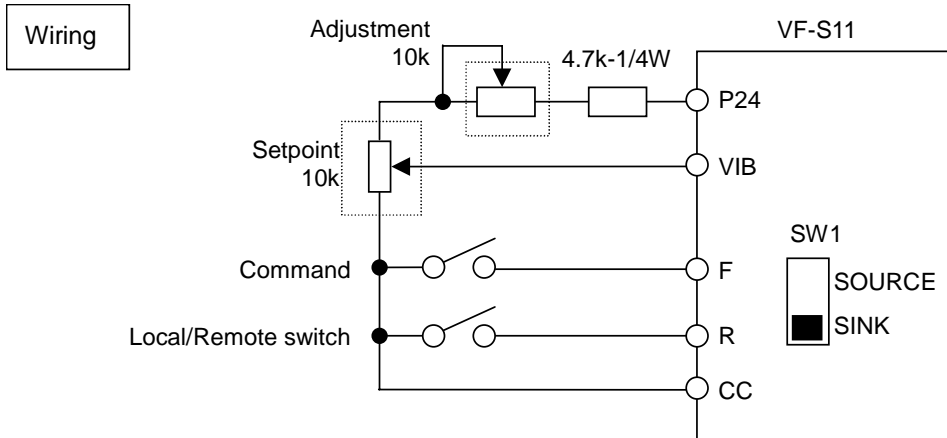 Wiring
Adjustment
10k
4.7k-1/4W
VF-S11
P24
Setpoint
10k
VIB
SW1
SOURCE
SINK
Command
F
Local/Remote switch
R
CC